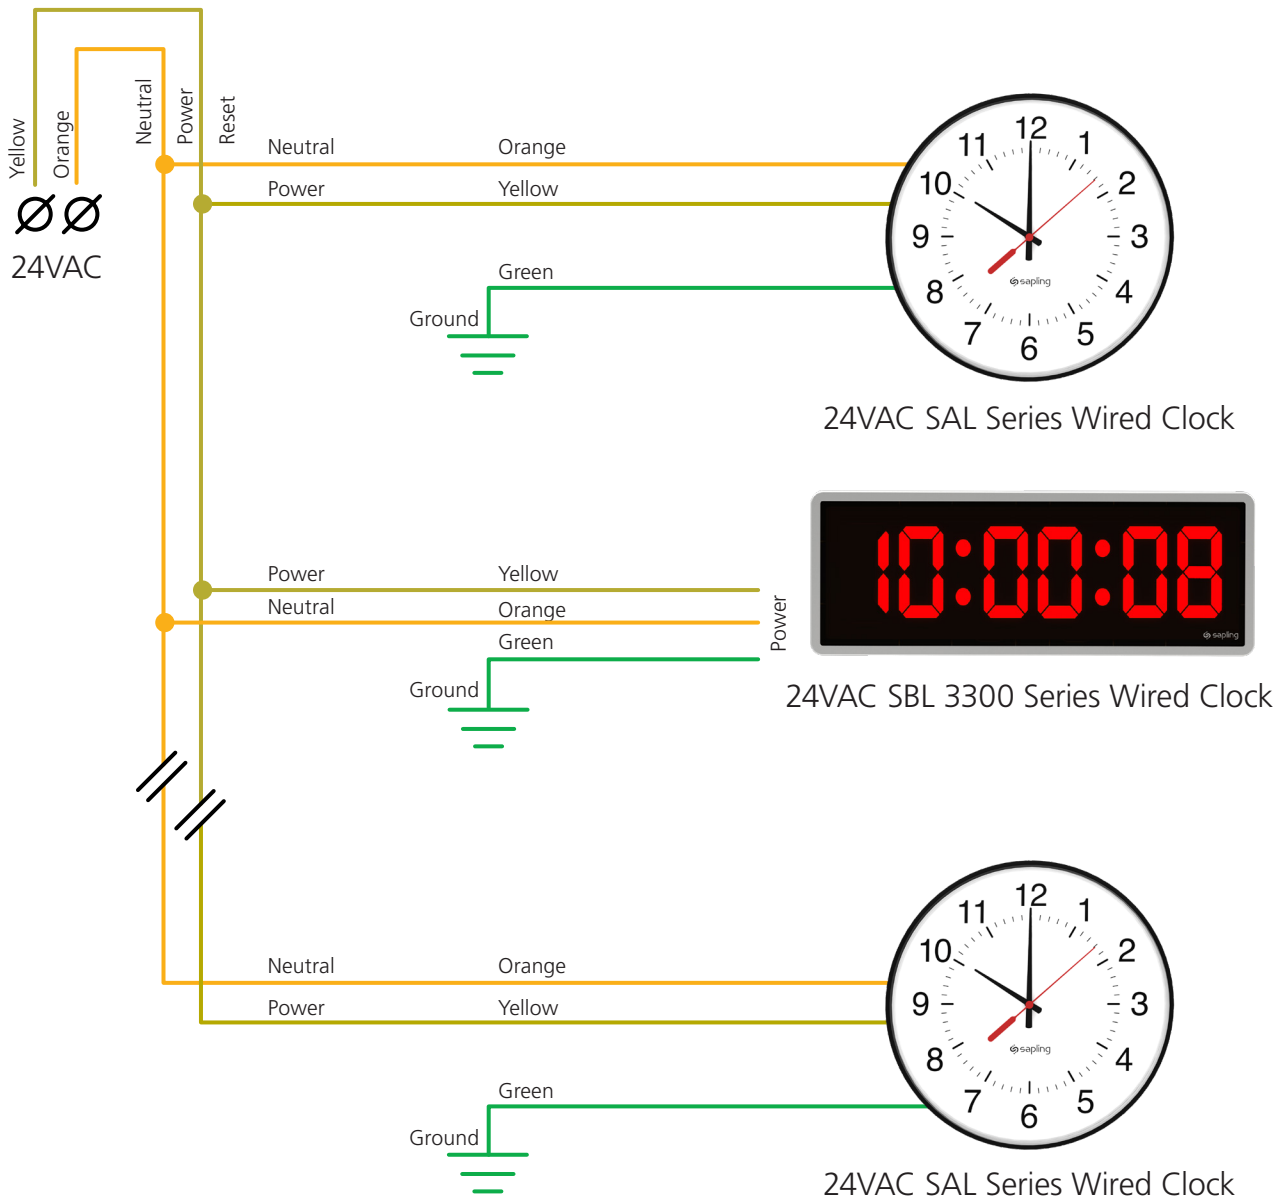 Yellow
Orange
Neutral
Power
Reset
24VAC
Neutral Orange
Power Yellow
Green
Ground
12
1
2
3
4
5
6
7
8
9
10
11
sapling
24VAC SAL Series Wired Clock
10:00:08
sapling
Power Yellow
Neutral Orange
Green
Ground
Power
24VAC SBL 3300 Series Wired Clock
Neutral Orange
Power Yellow
Green
Ground
12
1
2
3
4
5
6
7
8
9
10
11
sapling
24VAC SAL Series Wired Clock